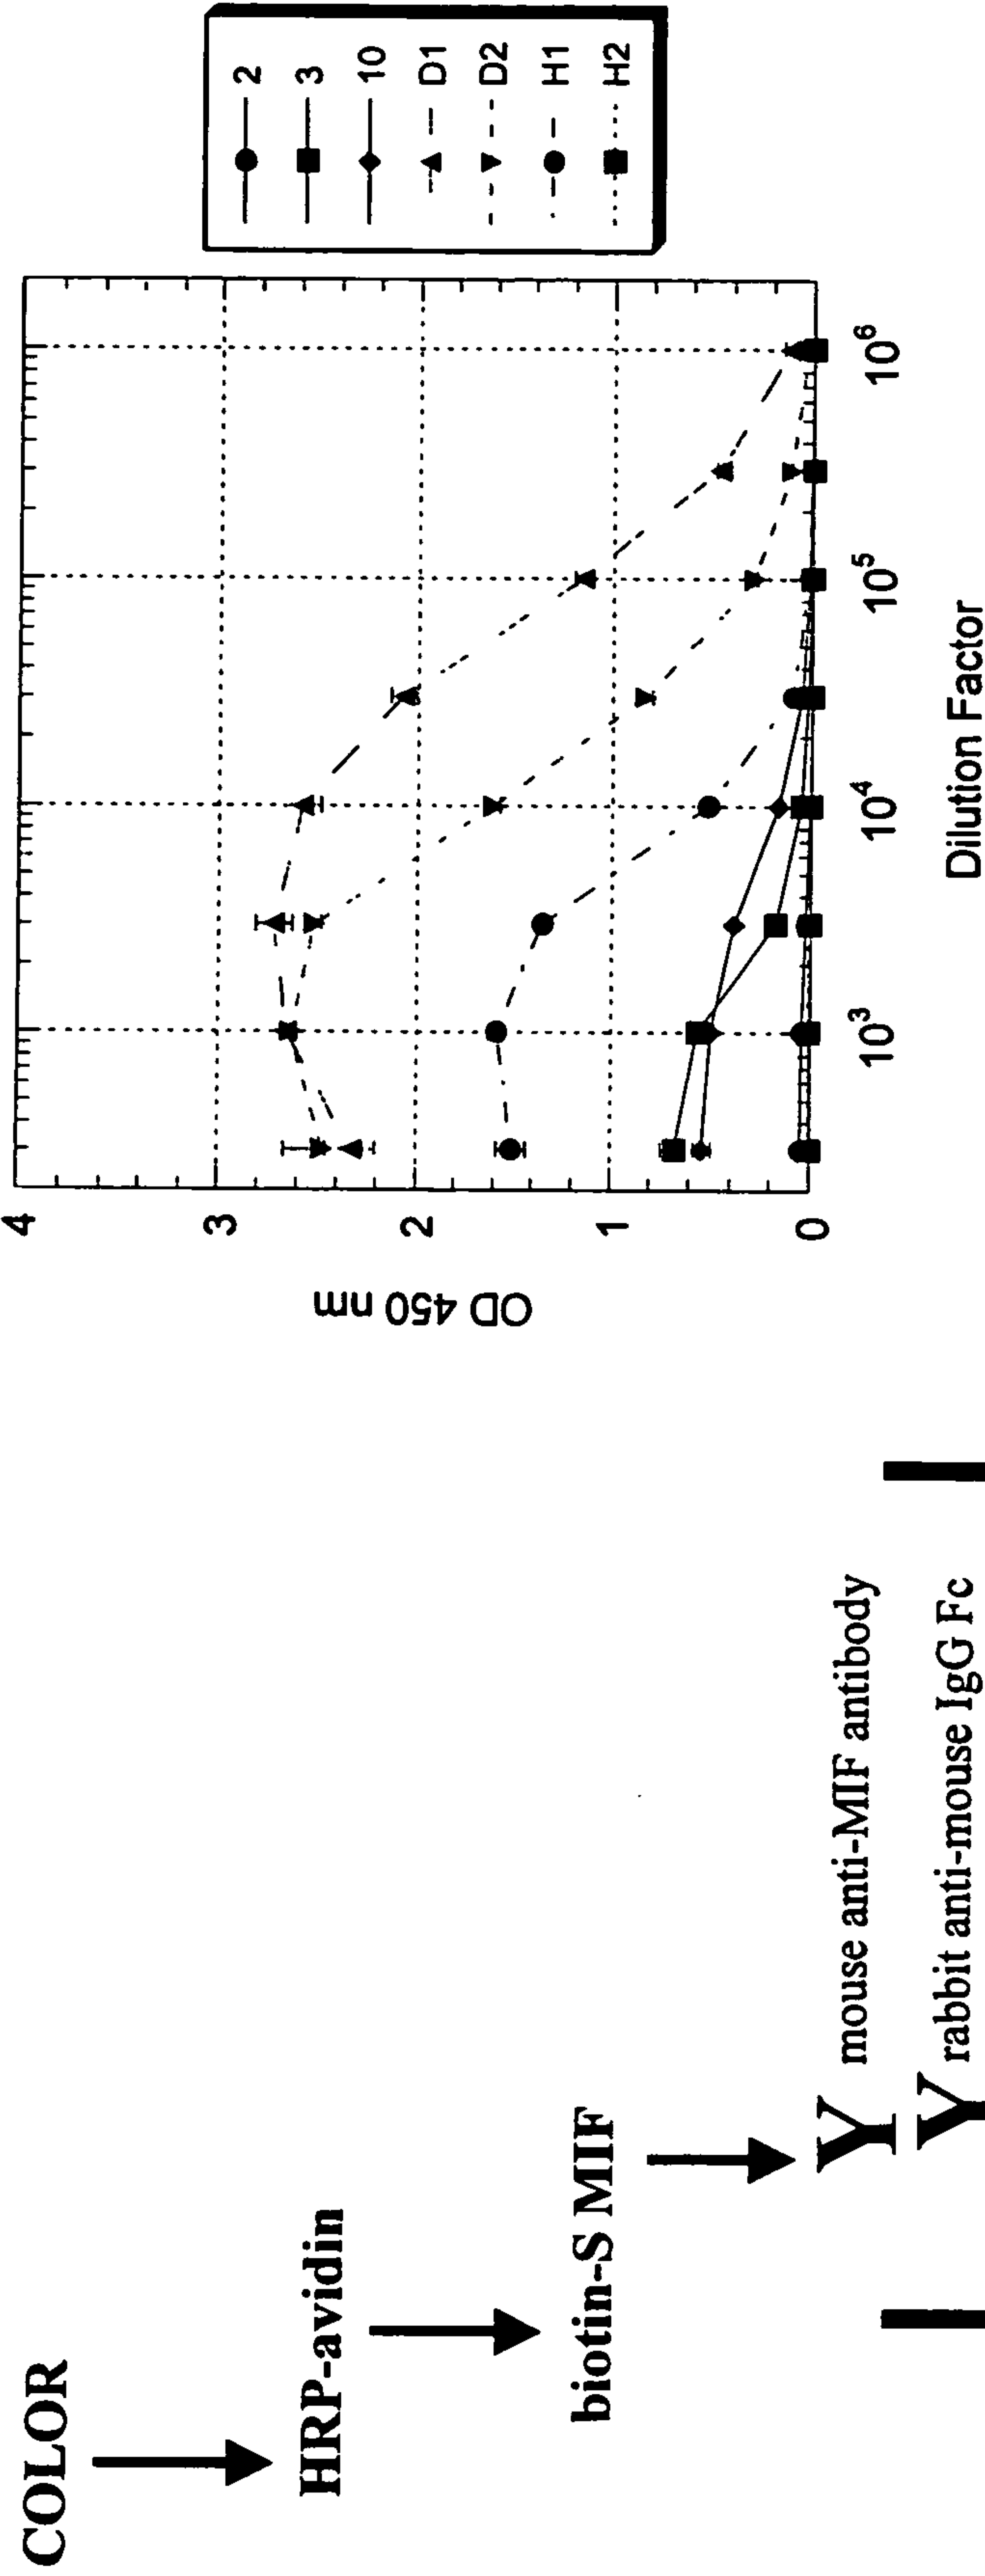 COLOR
HRP-avidin
biotin-S MIF
Y mouse anti-MIF antibody
Y rabbit anti-mouse IgG Fc
OD 450 nm
4
3
2
1
0
10³
10⁴
10⁵
10⁶
Dilution Factor
2
3
10
D1
D2
H1
H2